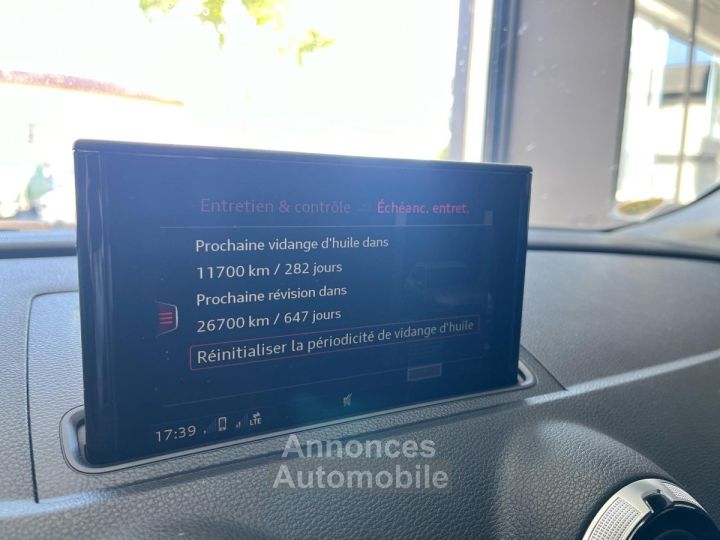 Entretien & contrôle Échéanc. entret.
Prochaine vidange d'huile dans
11700 km / 282 jours
Prochaine révision dans
26700 km / 647 jours
Réinitialiser la périodicité de vidange d'huile
17:39 LTE
Annonces
Automobile